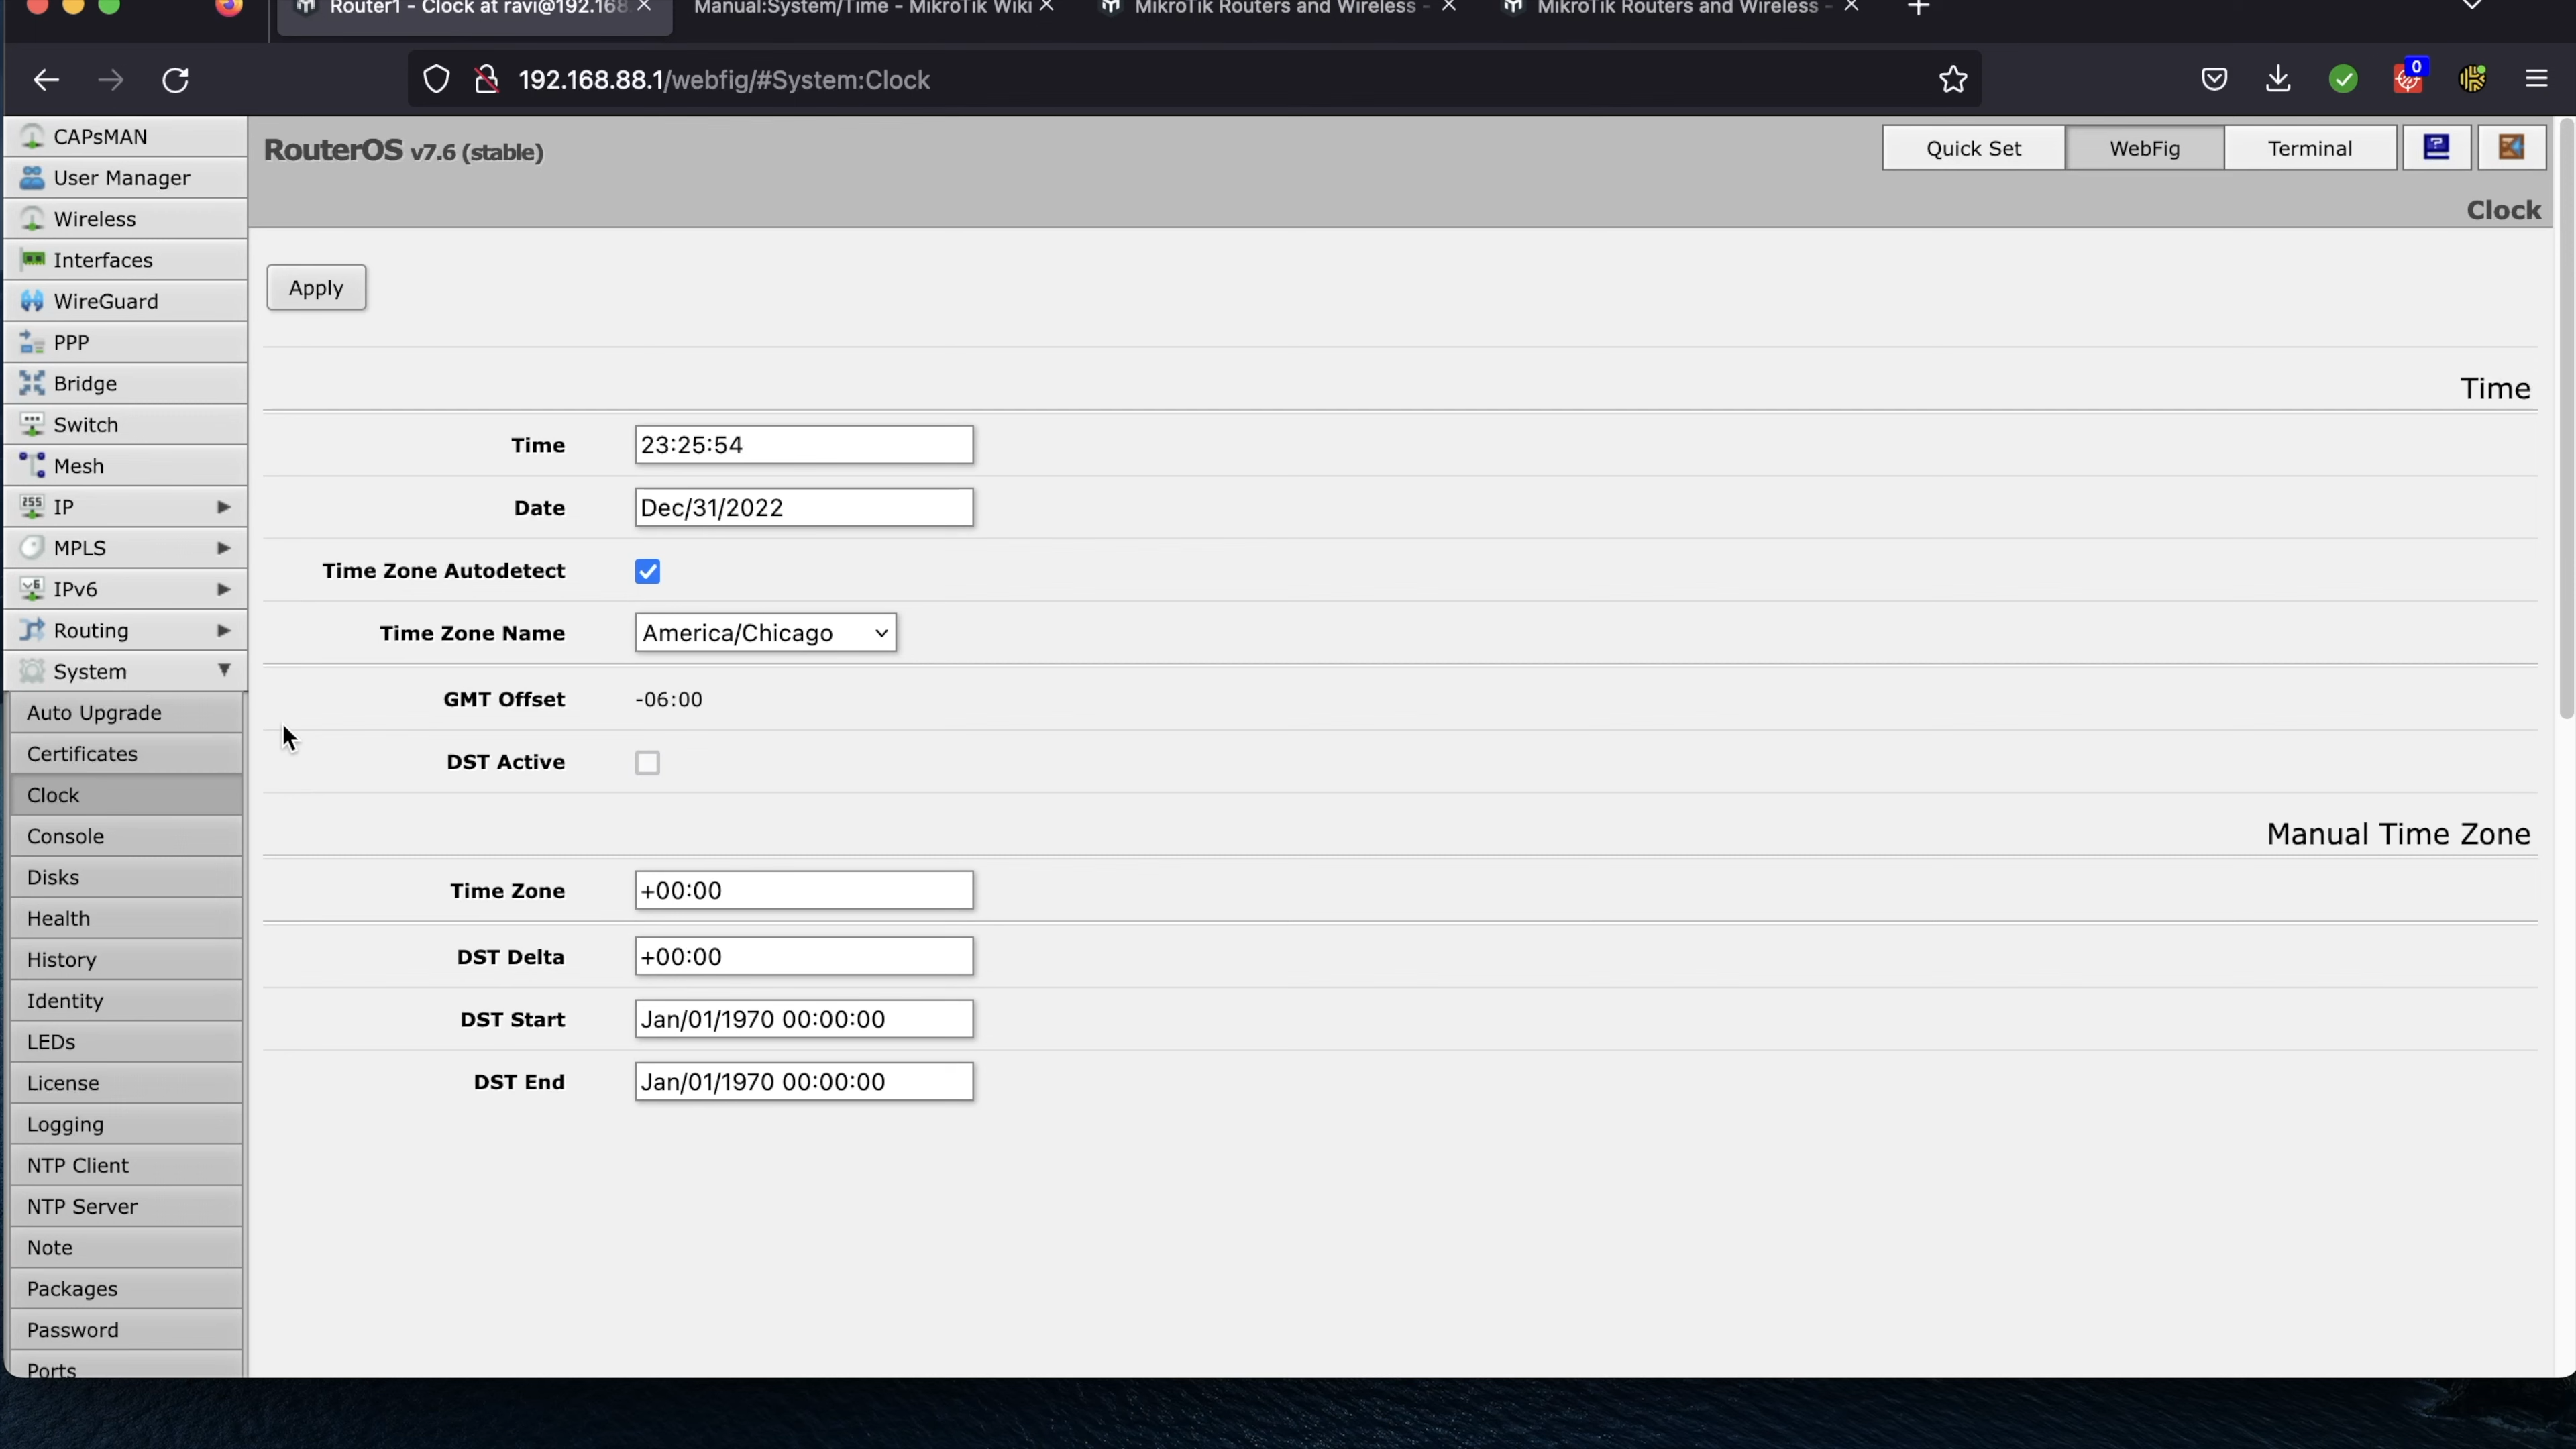 Router1 - Clock at ravi@192.168
Manual:System/Time - MikroTik Wiki
MikroTik Routers and Wireless -
MikroTik Routers and Wireless -
192.168.88.1/webfig/#System:Clock
0
CAPsMAN
User Manager
Wireless
Interfaces
WireGuard
PPP
Bridge
Switch
Mesh
255
IP
MPLS
v6
IPv6
Routing
System
Auto Upgrade
Certificates
Clock
Console
Disks
Health
History
Identity
LEDs
License
Logging
NTP Client
NTP Server
Note
Packages
Password
Ports
RouterOS v7.6 (stable)
Quick Set
WebFig
Terminal
Clock
Apply
Time
Time 23:25:54
Date Dec/31/2022
Time Zone Autodetect
Time Zone Name America/Chicago
GMT Offset -06:00
DST Active
Manual Time Zone
Time Zone +00:00
DST Delta +00:00
DST Start Jan/01/1970 00:00:00
DST End Jan/01/1970 00:00:00